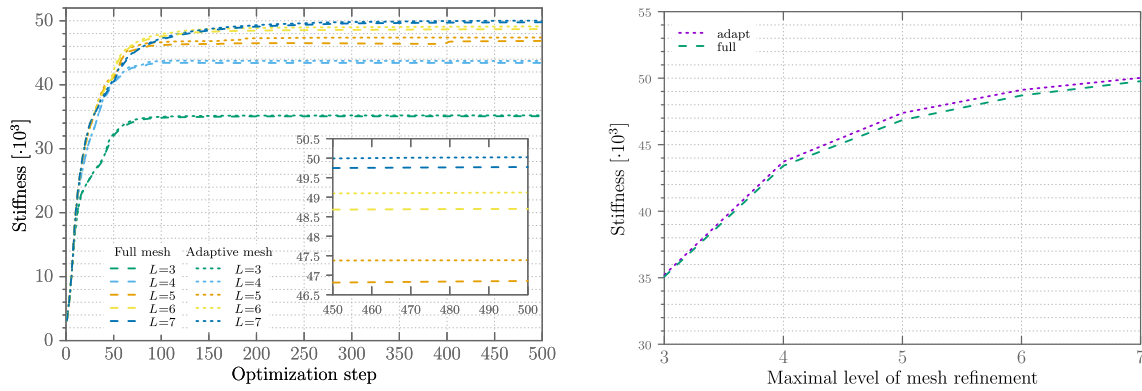 50
40
30
20
10
0
Stiffness [·10³]
0 50 100 150 200 250 300 350 400 450 500
Optimization step
Full mesh Adaptive mesh
L=3 L=3
L=4 L=4
L=5 L=5
L=6 L=6
L=7 L=7
50.5
50
49.5
49
48.5
48
47.5
47
46.5
450 460 470 480 490 500
55
50
45
40
35
30
Stiffness [·10³]
adapt
full
3 4 5 6 7
Maximal level of mesh refinement